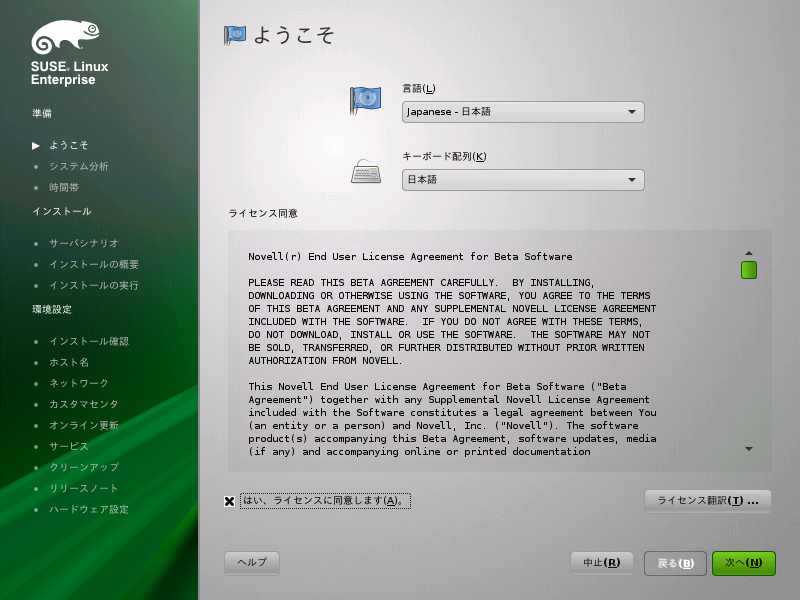 SUSE® Linux
Enterprise
準備
ようこそ
システム分析
時間帯
インストール
サーバシナリオ
インストールの概要
インストールの実行
環境設定
インストール確認
ホスト名
ネットワーク
カスタマセンタ
オンライン更新
サービス
クリーンアップ
リリースノート
ハードウェア設定
ようこそ
言語(L)
Japanese - 日本語
キーボード配列(K)
日本語
ライセンス同意
Novell(r) End User License Agreement for Beta Software
PLEASE READ THIS BETA AGREEMENT CAREFULLY.  BY INSTALLING,
DOWNLOADING OR OTHERWISE USING THE SOFTWARE, YOU AGREE TO THE TERMS
OF THIS BETA AGREEMENT AND ANY SUPPLEMENTAL NOVELL LICENSE AGREEMENT
INCLUDED WITH THE SOFTWARE.  IF YOU DO NOT AGREE WITH THESE TERMS,
DO NOT DOWNLOAD, INSTALL OR USE THE SOFTWARE.  THE SOFTWARE MAY NOT
BE SOLD, TRANSFERRED, OR FURTHER DISTRIBUTED WITHOUT PRIOR WRITTEN
AUTHORIZATION FROM NOVELL.
This Novell End User License Agreement for Beta Software ("Beta
Agreement") together with any Supplemental Novell License Agreement
included with the Software constitutes a legal agreement between You
(an entity or a person) and Novell, Inc. ("Novell"). The software
product(s) accompanying this Beta Agreement, software updates, media
(if any) and accompanying online or printed documentation
はい、ライセンスに同意します(A)。
ライセンス翻訳(T) ...
ヘルプ
中止(R)
戻る(B)
次へ(N)